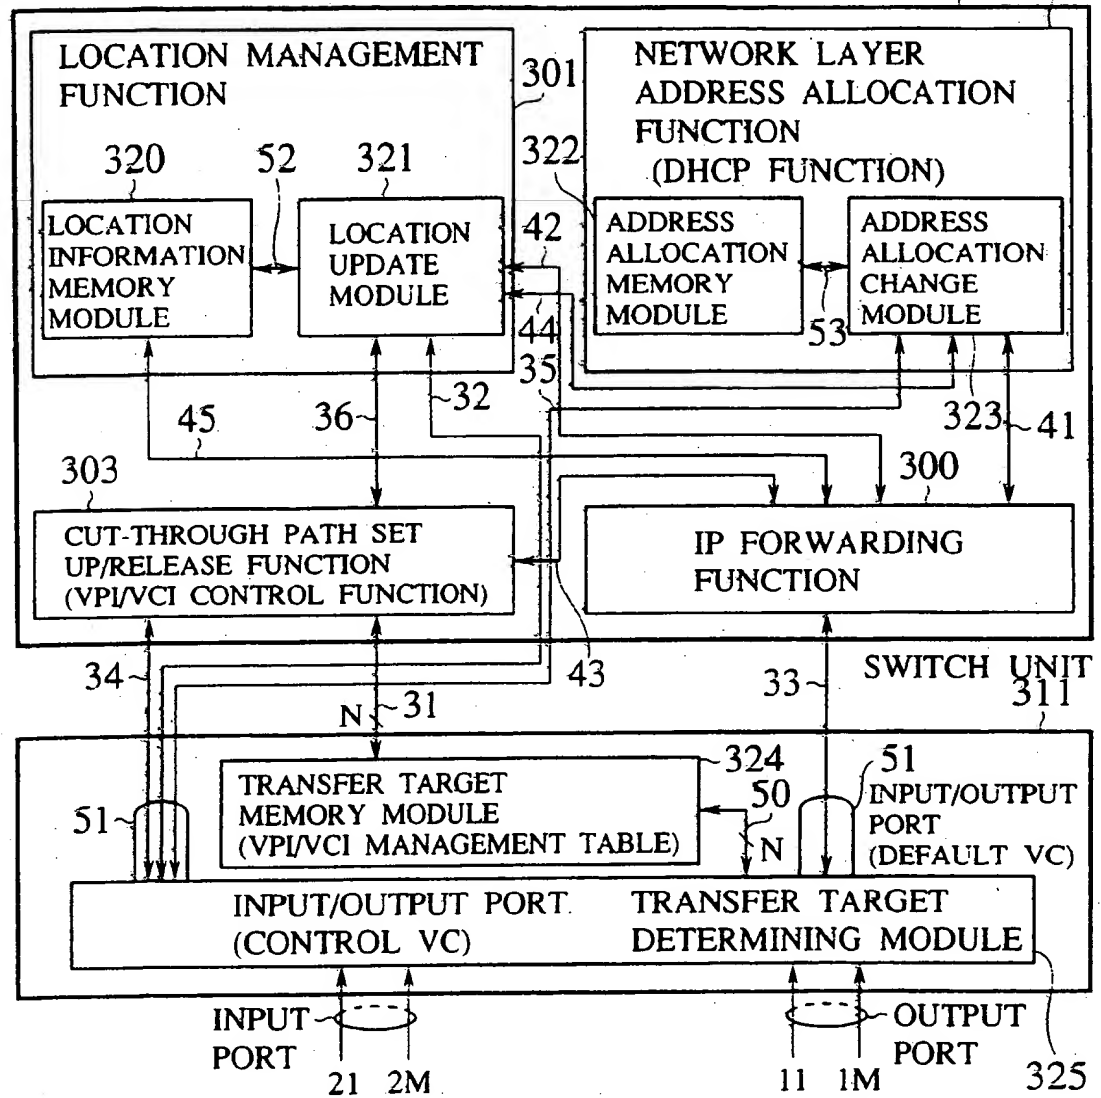 LOCATION MANAGEMENT
FUNCTION
301
NETWORK LAYER
ADDRESS ALLOCATION
FUNCTION
(DHCP FUNCTION)
320
52
321
322
LOCATION
INFORMATION
MEMORY
MODULE
LOCATION
UPDATE
MODULE
42
44
ADDRESS
ALLOCATION
MEMORY
MODULE
53
ADDRESS
ALLOCATION
CHANGE
MODULE
45
36
32
35
323
41
303
300
CUT-THROUGH PATH SET
UP/RELEASE FUNCTION
(VPI/VCI CONTROL FUNCTION)
IP FORWARDING
FUNCTION
34
N
31
43
33
SWITCH UNIT
311
324
51
TRANSFER TARGET
MEMORY MODULE
(VPI/VCI MANAGEMENT TABLE)
50
N
51
INPUT/OUTPUT
PORT
(DEFAULT VC)
INPUT/OUTPUT PORT
(CONTROL VC)
TRANSFER TARGET
DETERMINING MODULE
INPUT
PORT
21
2M
11
1M
OUTPUT
PORT
325